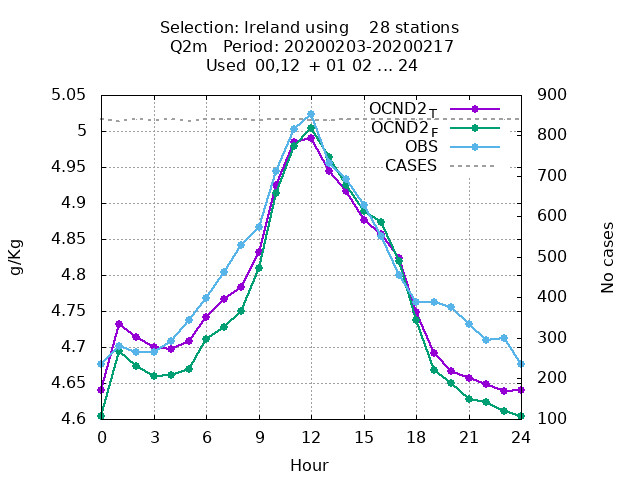 Selection: Ireland using 28 stations
Q2m Period: 20200203-20200217
Used 00,12 + 01 02 ... 24
5.05
5
4.95
4.9
4.85
4.8
4.75
4.7
4.65
4.6
900
800
700
600
500
400
300
200
100
OCND2T
OCND2F
OBS
CASES
g/Kg
No cases
0 3 6 9 12 15 18 21 24
Hour